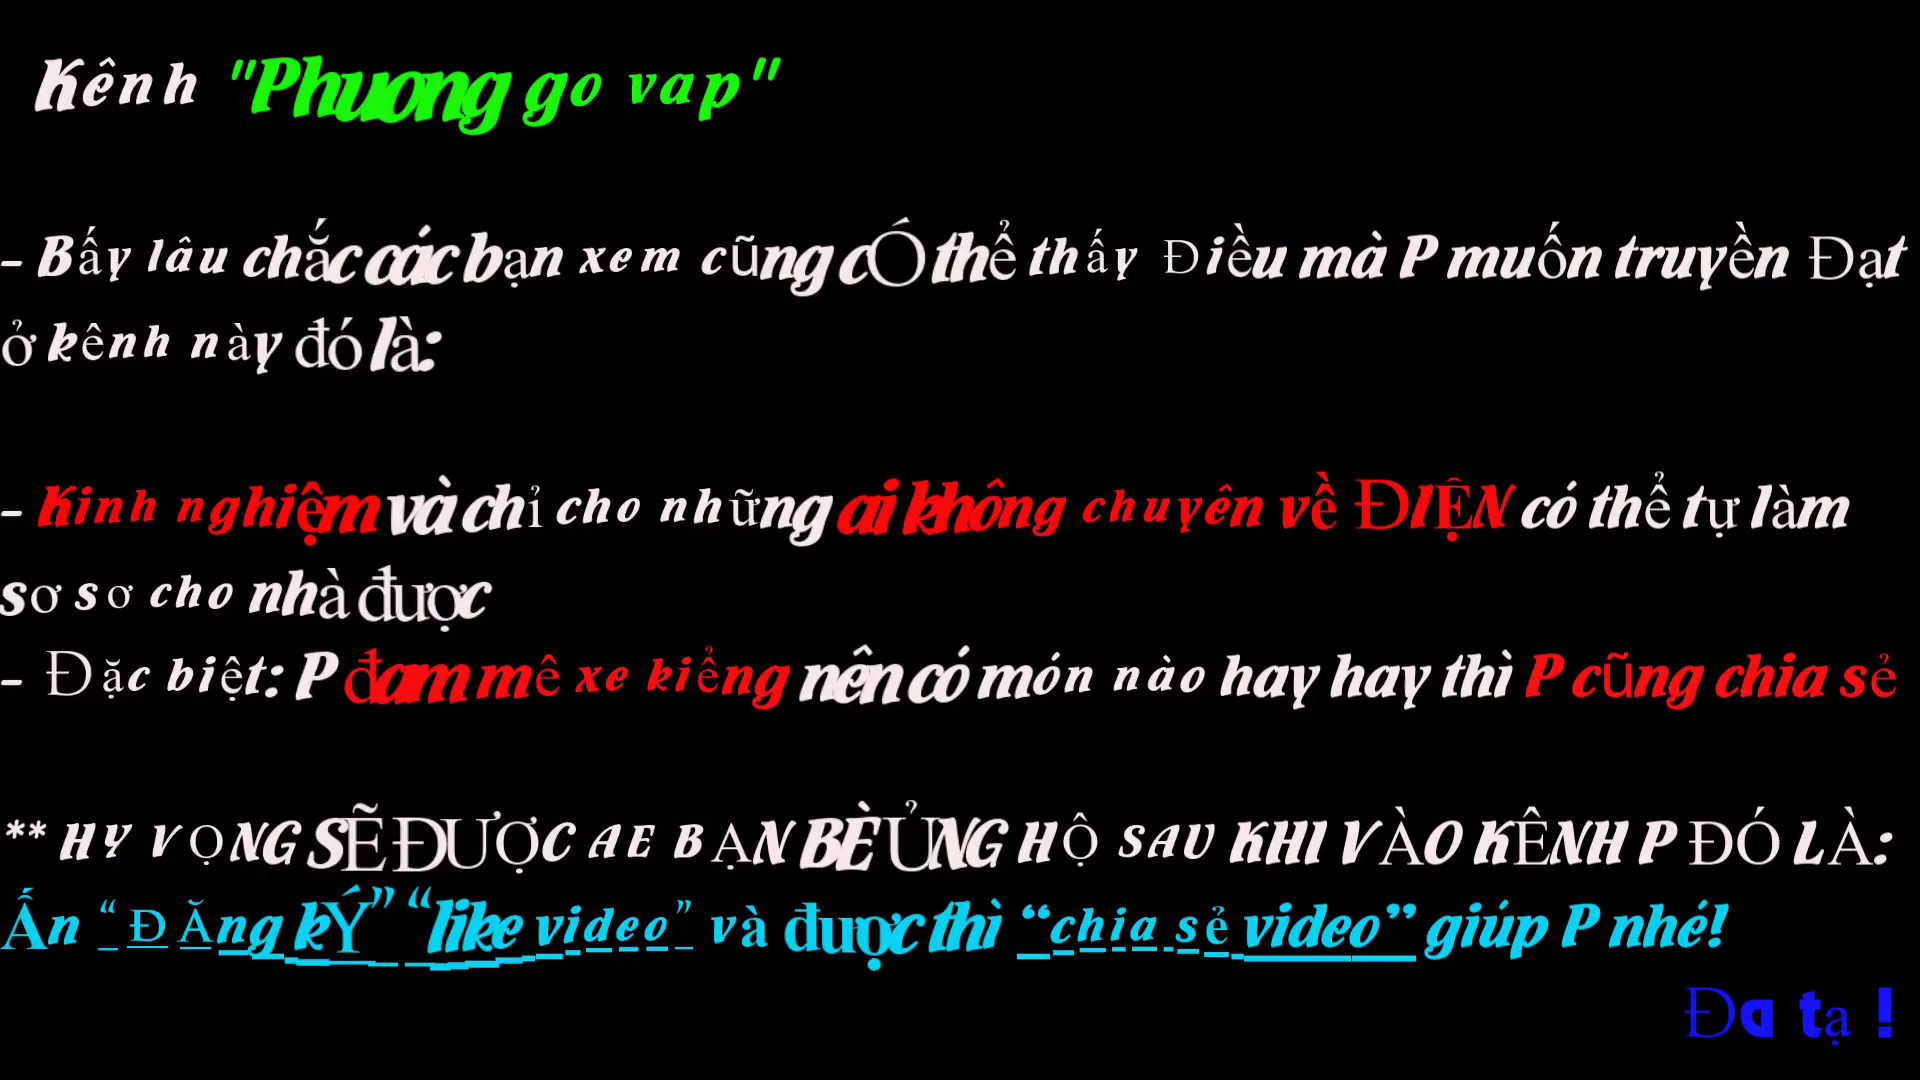 Kênh "Phuong go vap"
- Bấy lâu chắc các bạn xem cũng cÓ thể thấy Điều mà P muốn truyền Đạt
ở kênh này đó là:
- Kinh nghiệm và chỉ cho những ai không chuyên về ĐIỆN có thể tự làm
sơ sơ cho nhà được
- Đặc biệt: P đam mê xe kiểng nên có món nào hay hay thì P cũng chia sẻ
** HY VỌNG SẼ ĐƯỢC AE BẠN BÈ ỦNG HỘ SAU KHI VÀO KÊNH P ĐÓ LÀ:
Ấn “ĐĂng kÝ” “like video” và được thì “chia sẻ video” giúp P nhé!
Đa tạ !